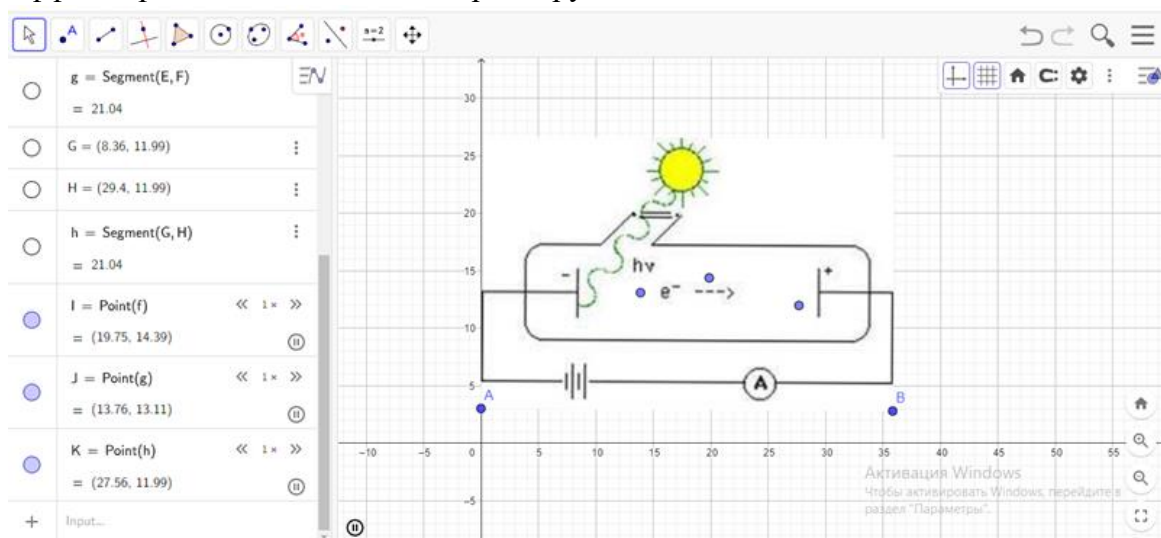 a=2
g = Segment(E, F)
= 21.04
G = (8.36, 11.99)
H = (29.4, 11.99)
h = Segment(G, H)
= 21.04
I = Point(f)
1 ×
= (19.75, 14.39)
J = Point(g)
1 ×
= (13.76, 13.11)
K = Point(h)
1 ×
= (27.56, 11.99)
Input...
30
25
20
15
10
5
-5
hν
e⁻ --->
- +
A
A
B
-10 -5 0 5 10 15 20 25 30 35 40 45 50 55
Активация Windows
Чтобы активировать Windows, перейдите в
раздел "Параметры".